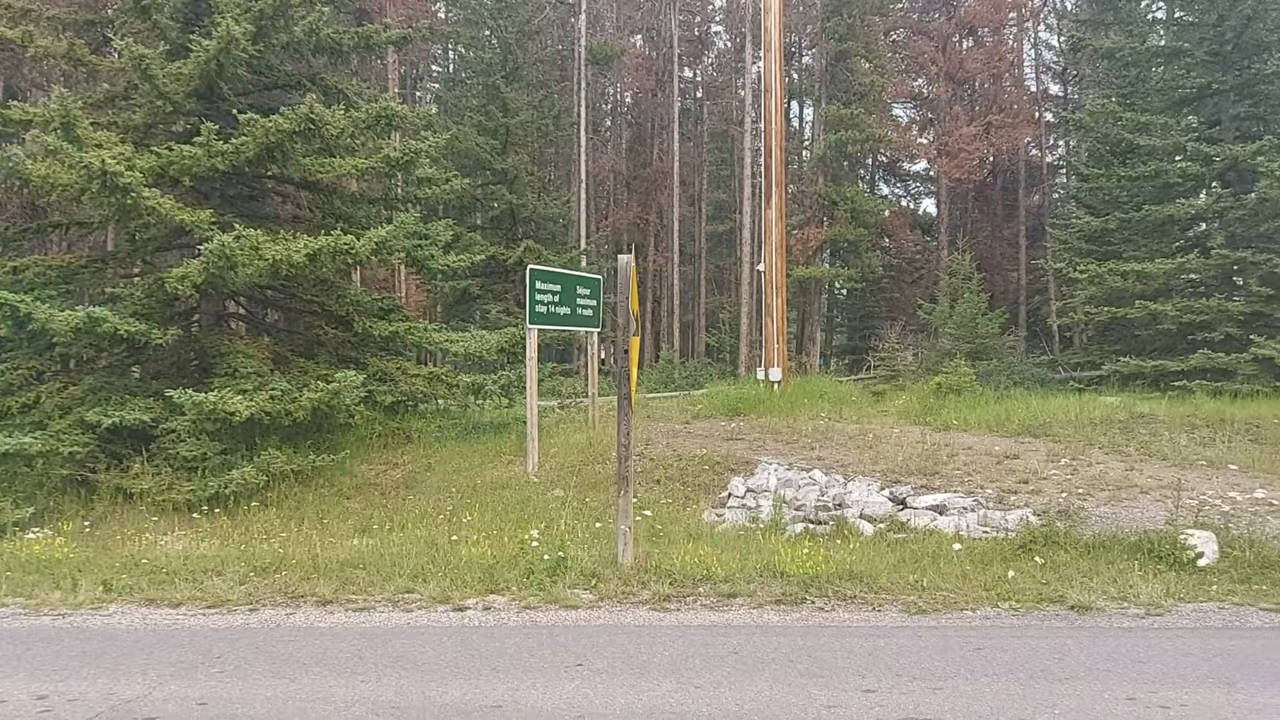 Maximum
length of
stay 14 nights
Séjour
maximum
14 nuits